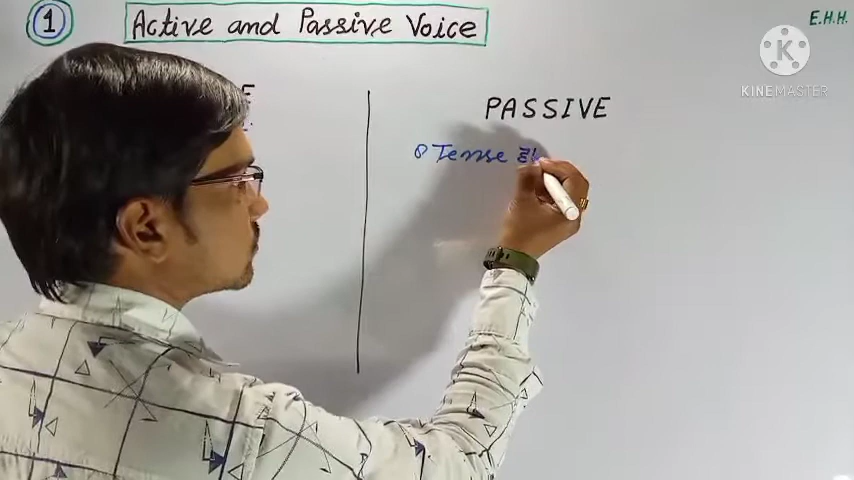 1 Active and Passive Voice
E.H.H.
K
KINEMASTER
E
PASSIVE
8 Tense